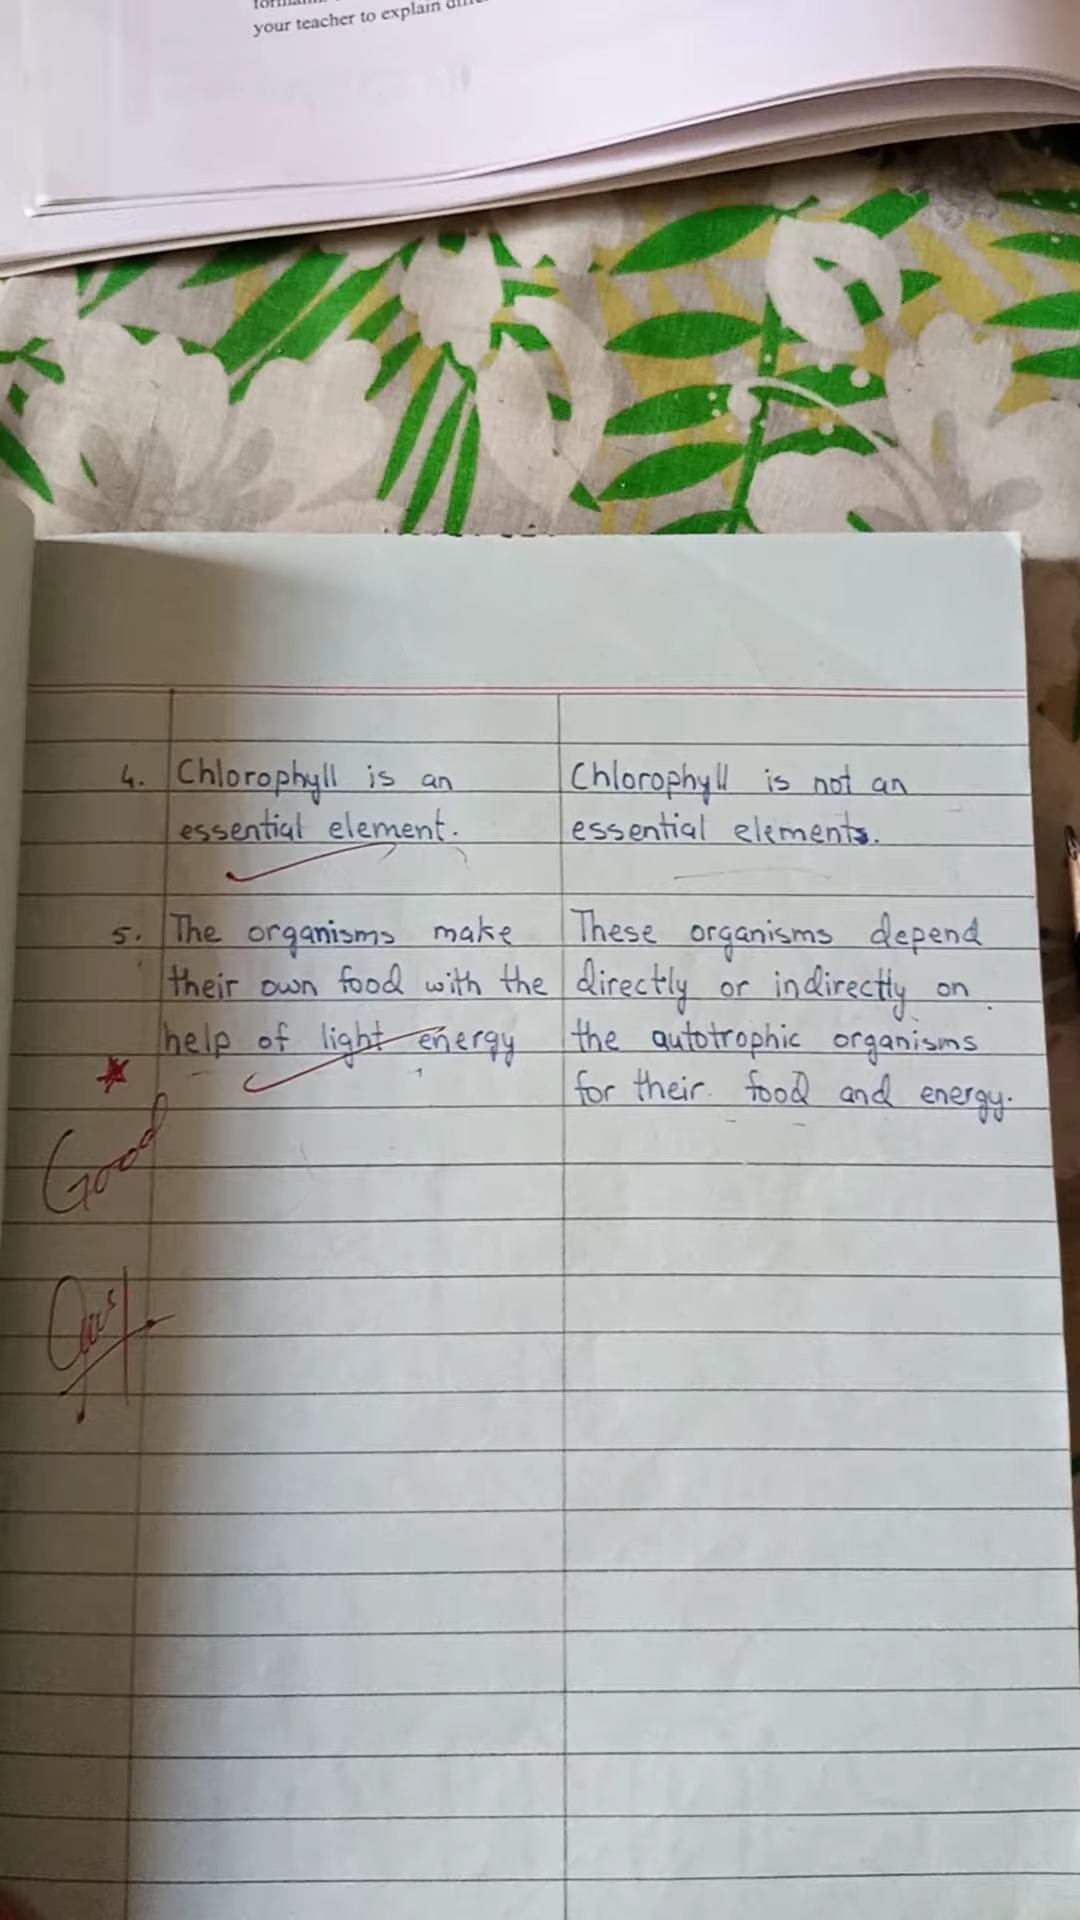 your teacher to explain
4. Chlorophyll is an
essential element.
Chlorophyll is not an
essential elements.
5. The organisms make
their own food with the
help of light energy
These organisms depend
directly or indirectly on
the autotrophic organisms
for their food and energy.
Good